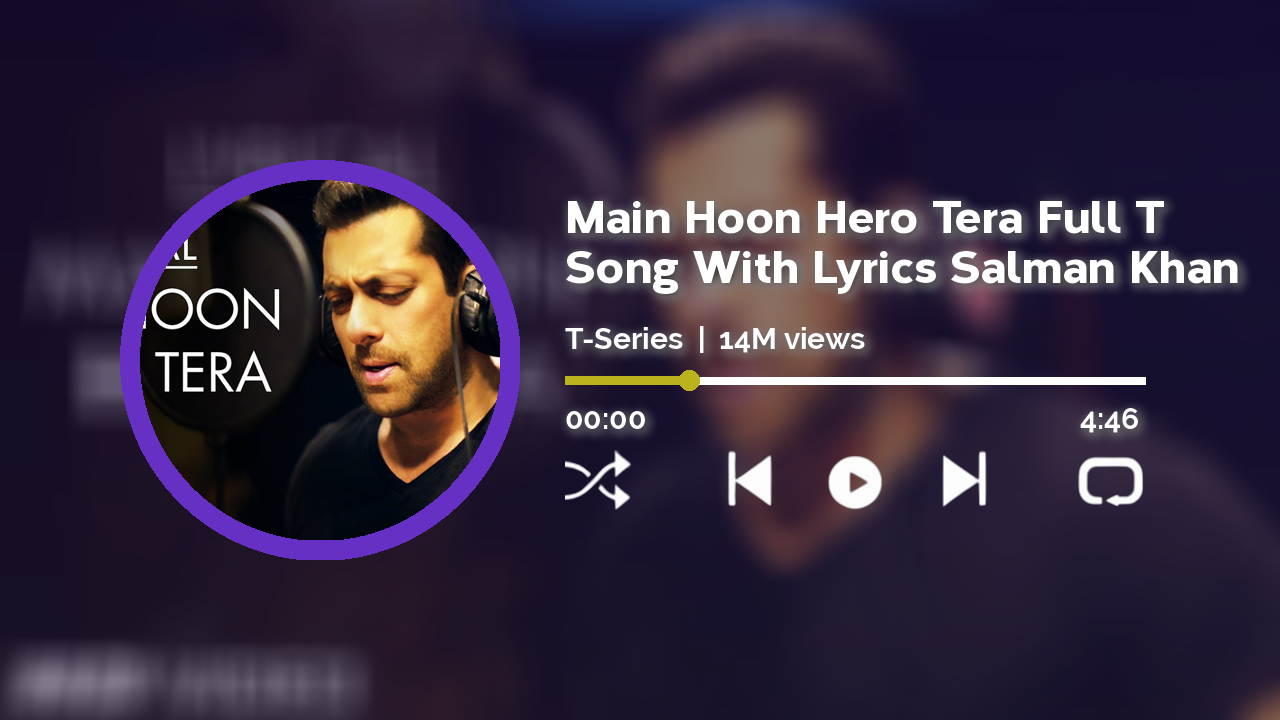 AL
OON
TERA
Main Hoon Hero Tera Full T
Song With Lyrics Salman Khan
T-Series | 14M views
00:00
4:46